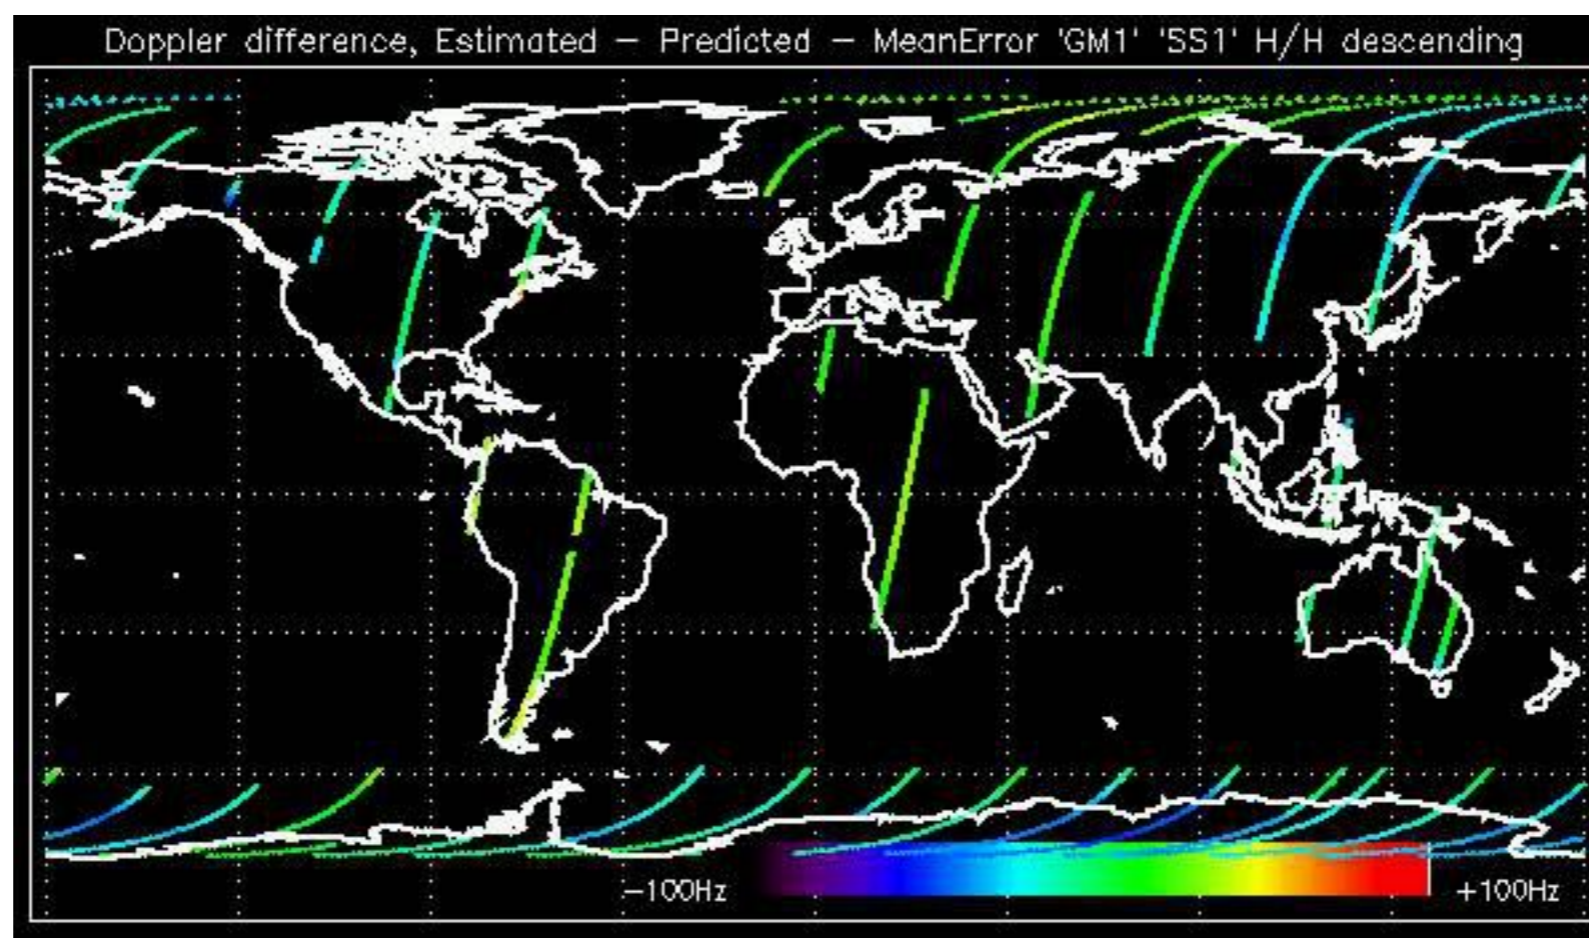 Doppler difference, Estimated – Predicted – MeanError 'GM1' 'SS1' H/H descending
–100Hz +100Hz